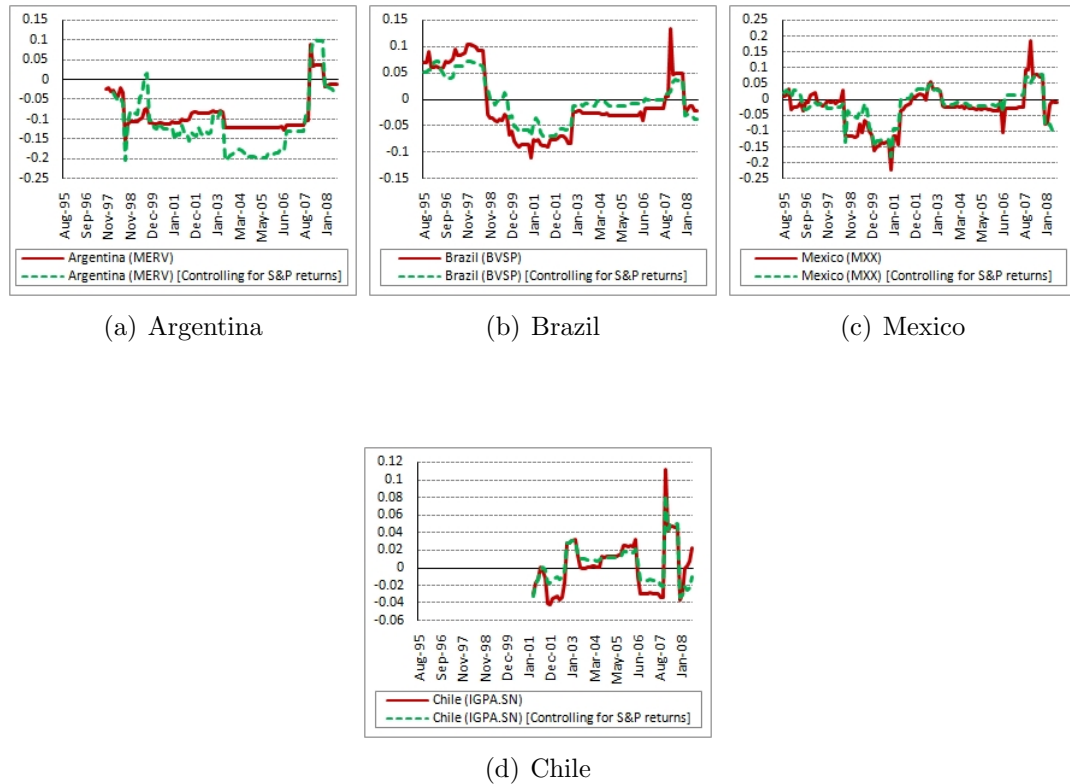 0.15
0.1
0.05
0
-0.05
-0.1
-0.15
-0.2
-0.25
Aug-95
Sep-96
Nov-97
Nov-98
Dec-99
Jan-01
Dec-01
Jan-03
Mar-04
May-05
Jun-06
Aug-07
Jan-08
Argentina (MERV)
Argentina (MERV) [Controlling for S&P returns]
(a) Argentina
0.15
0.1
0.05
0
-0.05
-0.1
-0.15
Aug-95
Sep-96
Nov-97
Nov-98
Dec-99
Jan-01
Dec-01
Jan-03
Mar-04
May-05
Jun-06
Aug-07
Jan-08
Brazil (BVSP)
Brazil (BVSP) [Controlling for S&P returns]
(b) Brazil
0.25
0.2
0.15
0.1
0.05
0
-0.05
-0.1
-0.15
-0.2
-0.25
Aug-95
Sep-96
Nov-97
Nov-98
Dec-99
Jan-01
Dec-01
Jan-03
Mar-04
May-05
Jun-06
Aug-07
Jan-08
Mexico (MXX)
Mexico (MXX) [Controlling for S&P returns]
(c) Mexico
0.12
0.1
0.08
0.06
0.04
0.02
0
-0.02
-0.04
-0.06
Aug-95
Sep-96
Nov-97
Nov-98
Dec-99
Jan-01
Dec-01
Jan-03
Mar-04
May-05
Jun-06
Aug-07
Jan-08
Chile (IGPA.SN)
Chile (IGPA.SN) [Controlling for S&P returns]
(d) Chile